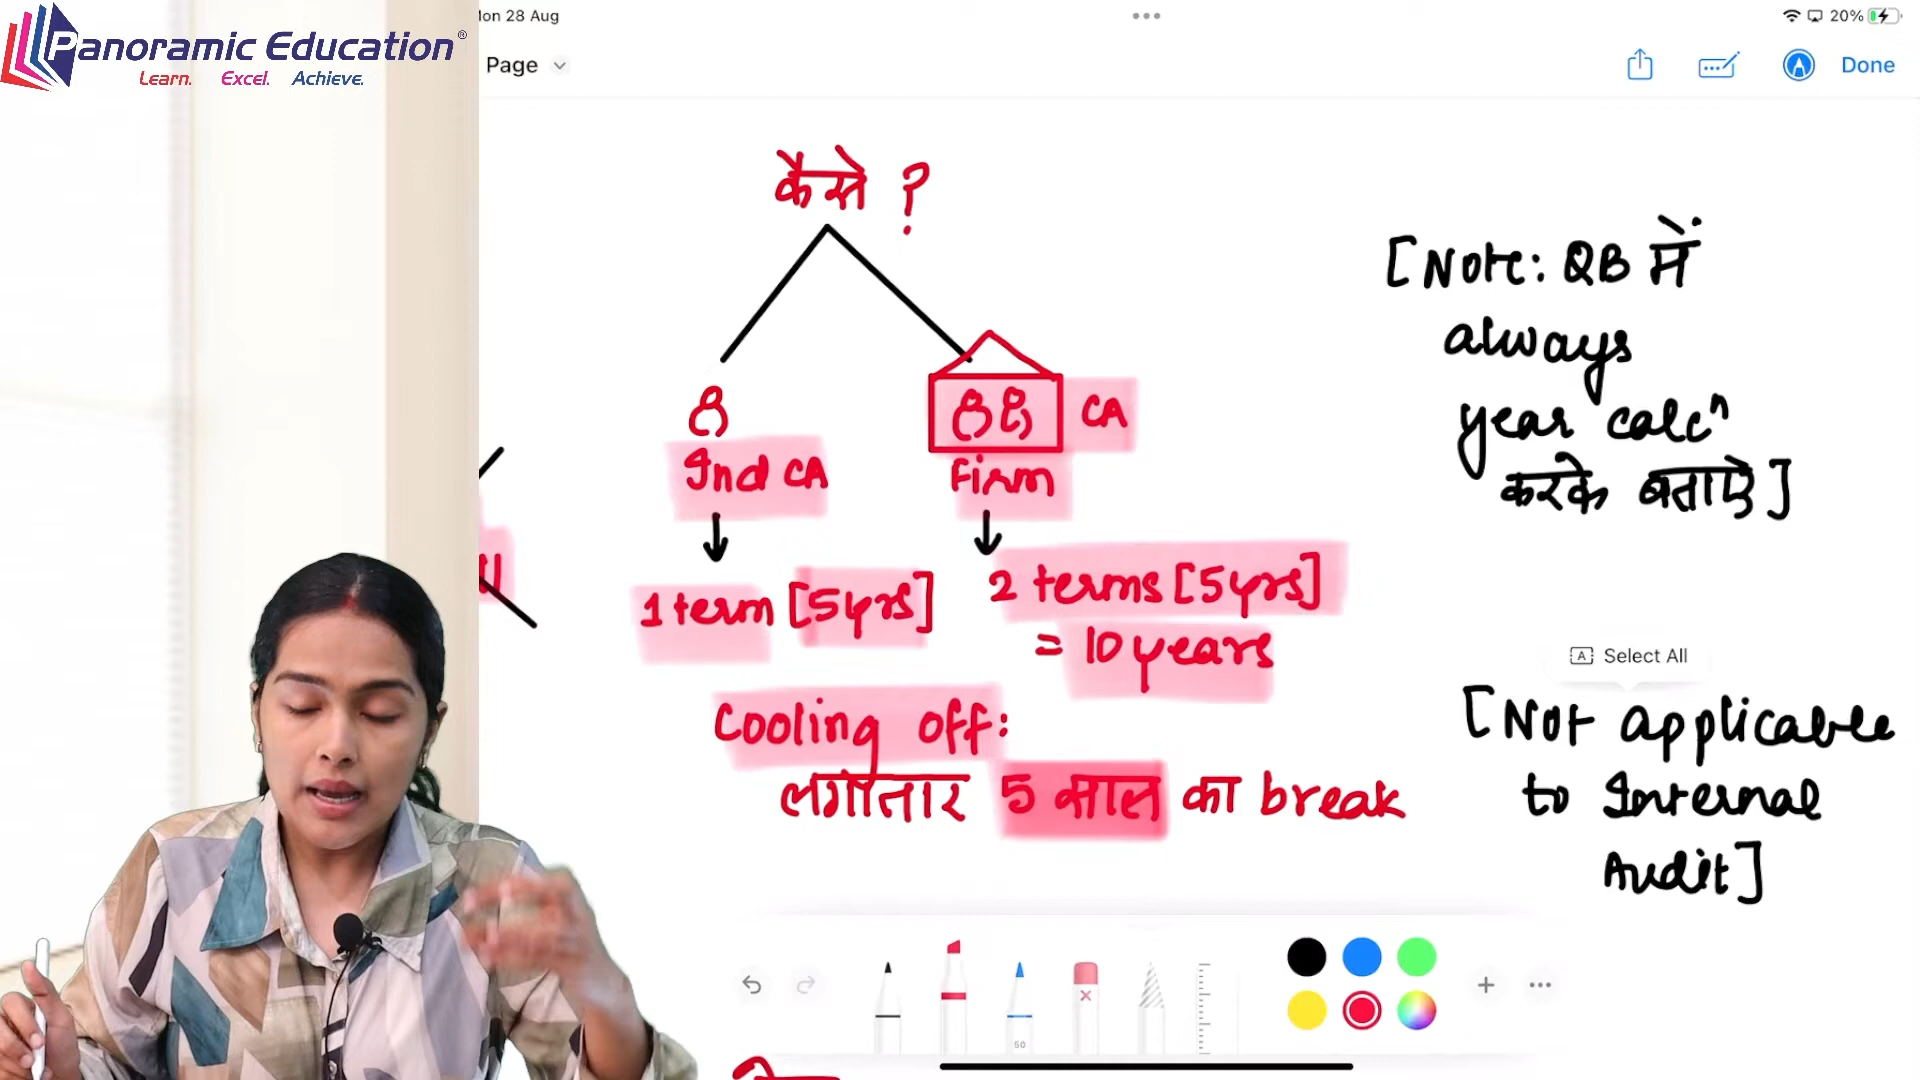 Panoramic Education®
Learn. Excel. Achieve.
Mon 28 Aug
20%
Page
Done
कैसे ?
[Note: QB में
always
year calcⁿ
करके बताऐ]
CA
Ind CA
Firm
1 term [5yrs]
2 terms [5yrs]
= 10 years
Cooling off:
लगातार 5 साल का break
Select All
[Not applicable
to Internal
Audit]
50